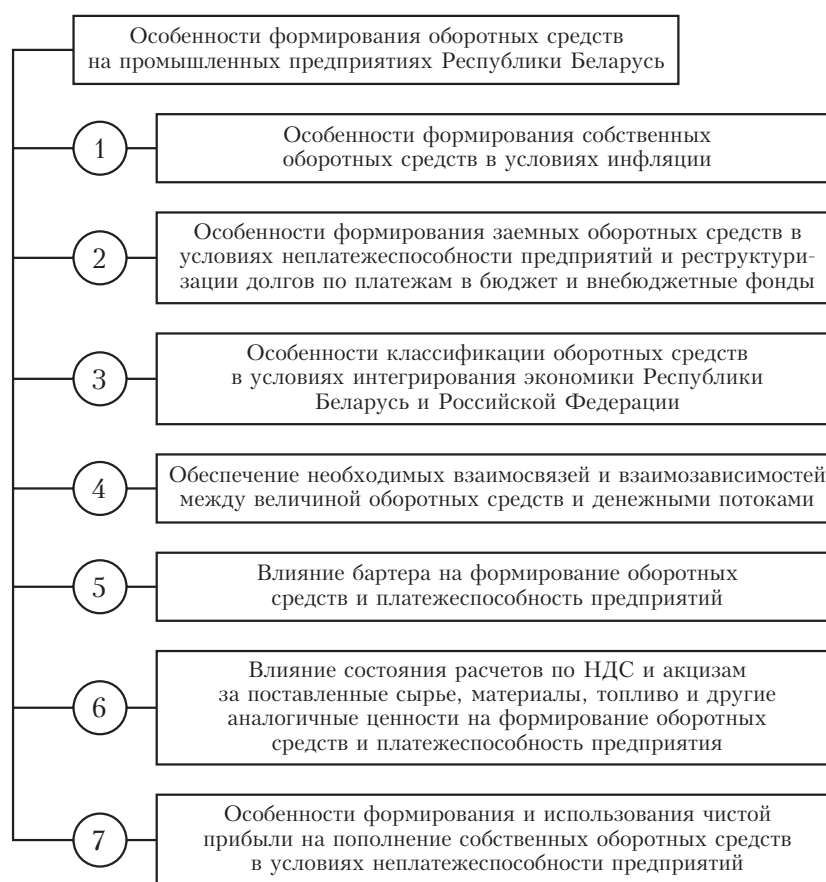 Особенности формирования оборотных средств
на промышленных предприятиях Республики Беларусь
1
Особенности формирования собственных
оборотных средств в условиях инфляции
2
Особенности формирования заемных оборотных средств в
условиях неплатежеспособности предприятий и реструктури-
зации долгов по платежам в бюджет и внебюджетные фонды
3
Особенности классификации оборотных средств
в условиях интегрирования экономики Республики
Беларусь и Российской Федерации
4
Обеспечение необходимых взаимосвязей и взаимозависимостей
между величиной оборотных средств и денежными потоками
5
Влияние бартера на формирование оборотных
средств и платежеспособность предприятий
6
Влияние состояния расчетов по НДС и акцизам
за поставленные сырье, материалы, топливо и другие
аналогичные ценности на формирование оборотных
средств и платежеспособность предприятия
7
Особенности формирования и использования чистой
прибыли на пополнение собственных оборотных средств
в условиях неплатежеспособности предприятий